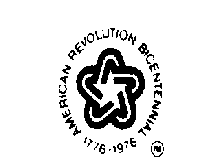 AMERICAN REVOLUTION BICENTENNIAL
1776-1976